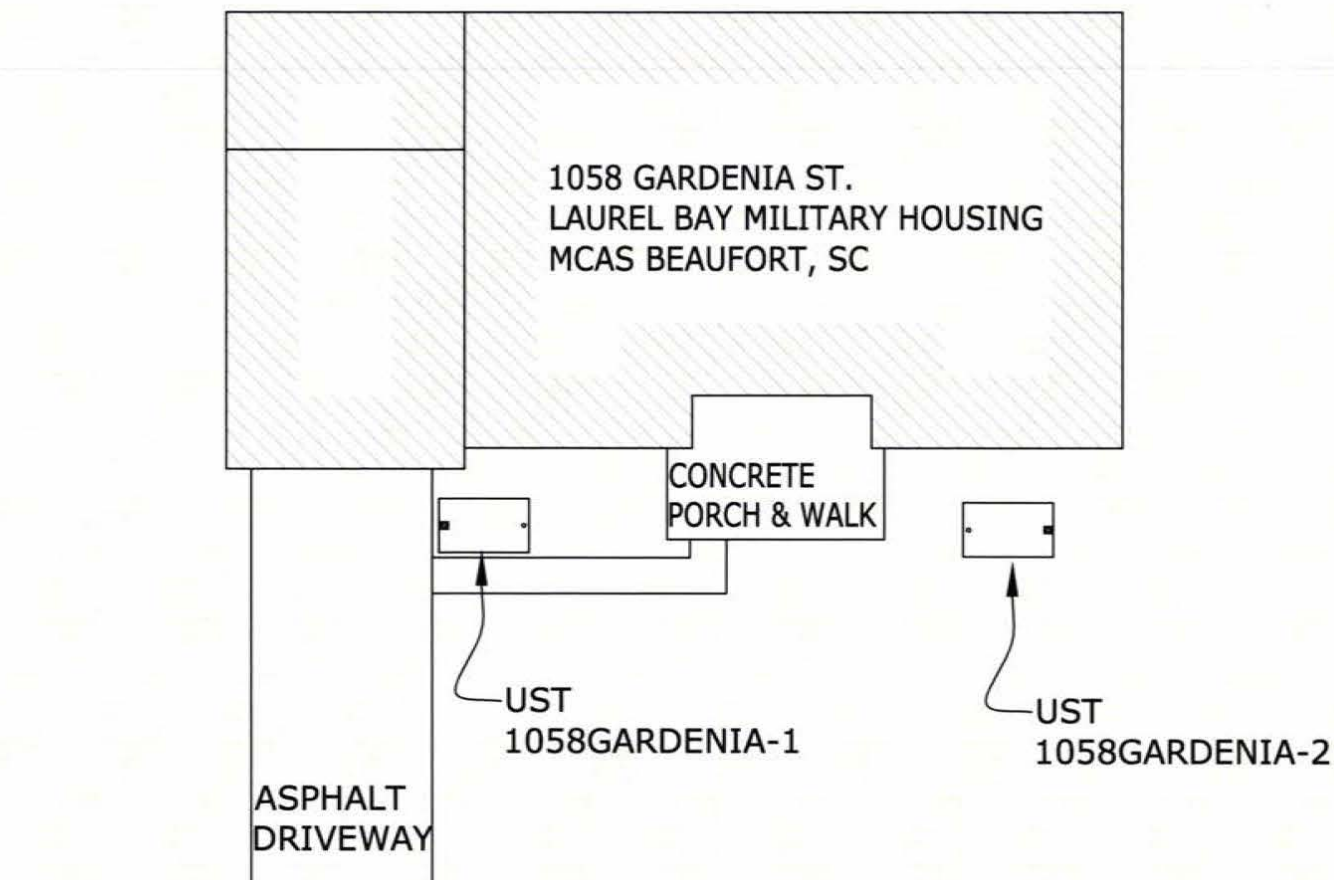 1058 GARDENIA ST.
LAUREL BAY MILITARY HOUSING
MCAS BEAUFORT, SC
CONCRETE
PORCH & WALK
UST
1058GARDENIA-1
UST
1058GARDENIA-2
ASPHALT
DRIVEWAY